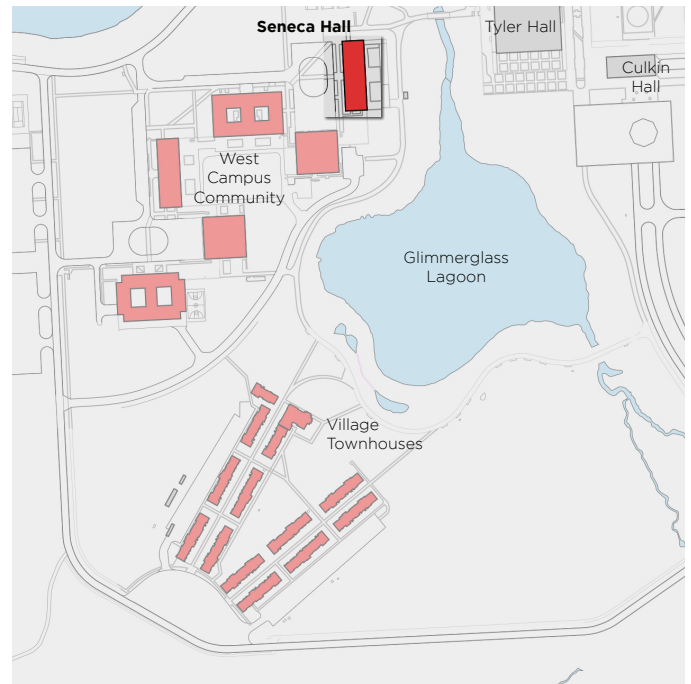 Seneca Hall
Tyler Hall
Culkin
Hall
West
Campus
Community
Glimmerglass
Lagoon
Village
Townhouses